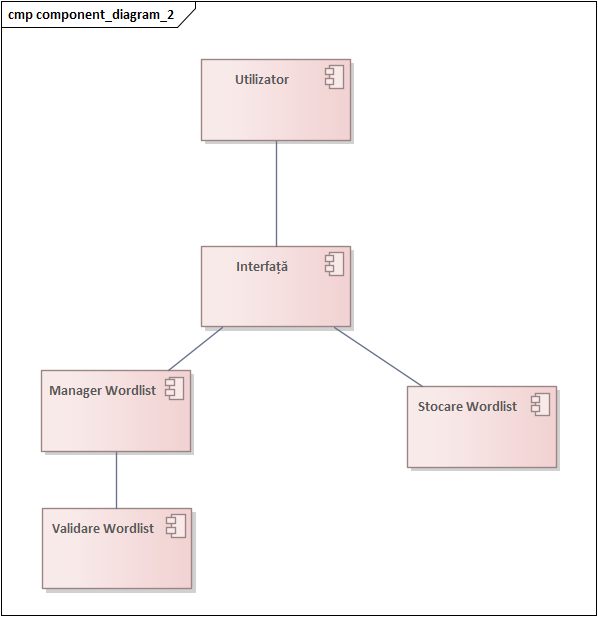 cmp component_diagram_2
Utilizator
Interfață
Manager Wordlist
Stocare Wordlist
Validare Wordlist